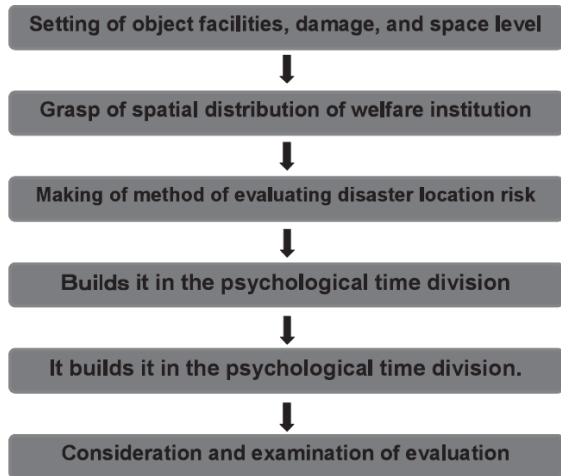 Setting of object facilities, damage, and space level
Grasp of spatial distribution of welfare institution
Making of method of evaluating disaster location risk
Builds it in the psychological time division
It builds it in the psychological time division.
Consideration and examination of evaluation